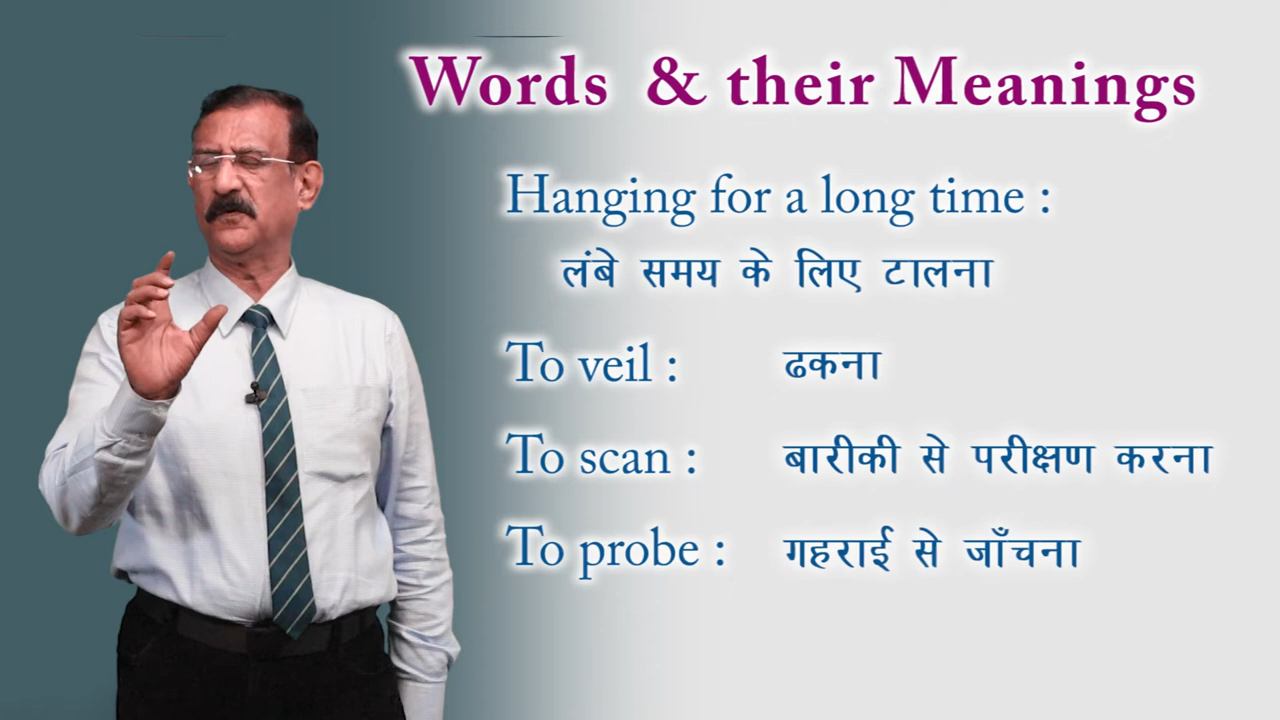 Words & their Meanings
Hanging for a long time :
लंबे समय के लिए टालना
To veil : ढकना
To scan : बारीकी से परीक्षण करना
To probe : गहराई से जाँचना